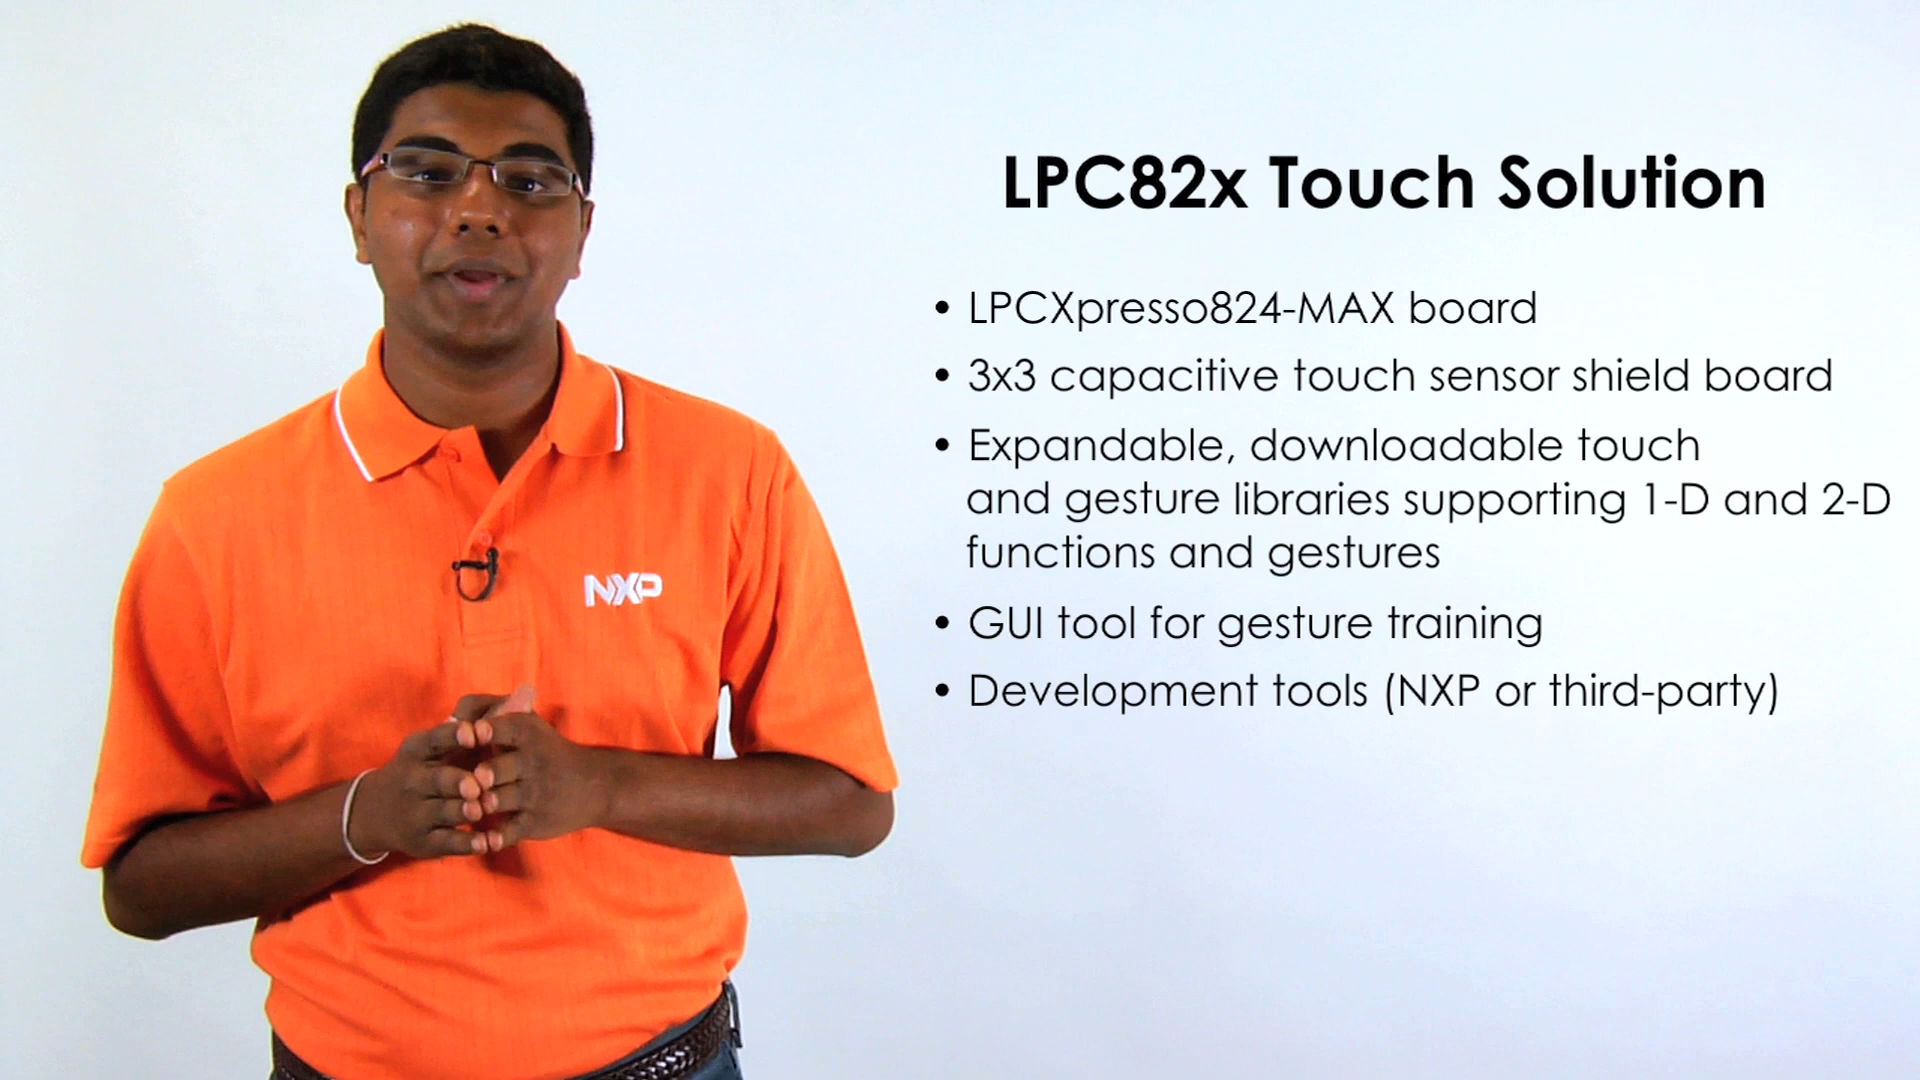 LPC82x Touch Solution
• LPCXpresso824-MAX board
• 3x3 capacitive touch sensor shield board
• Expandable, downloadable touch
and gesture libraries supporting 1-D and 2-D
functions and gestures
• GUI tool for gesture training
• Development tools (NXP or third-party)
NXP